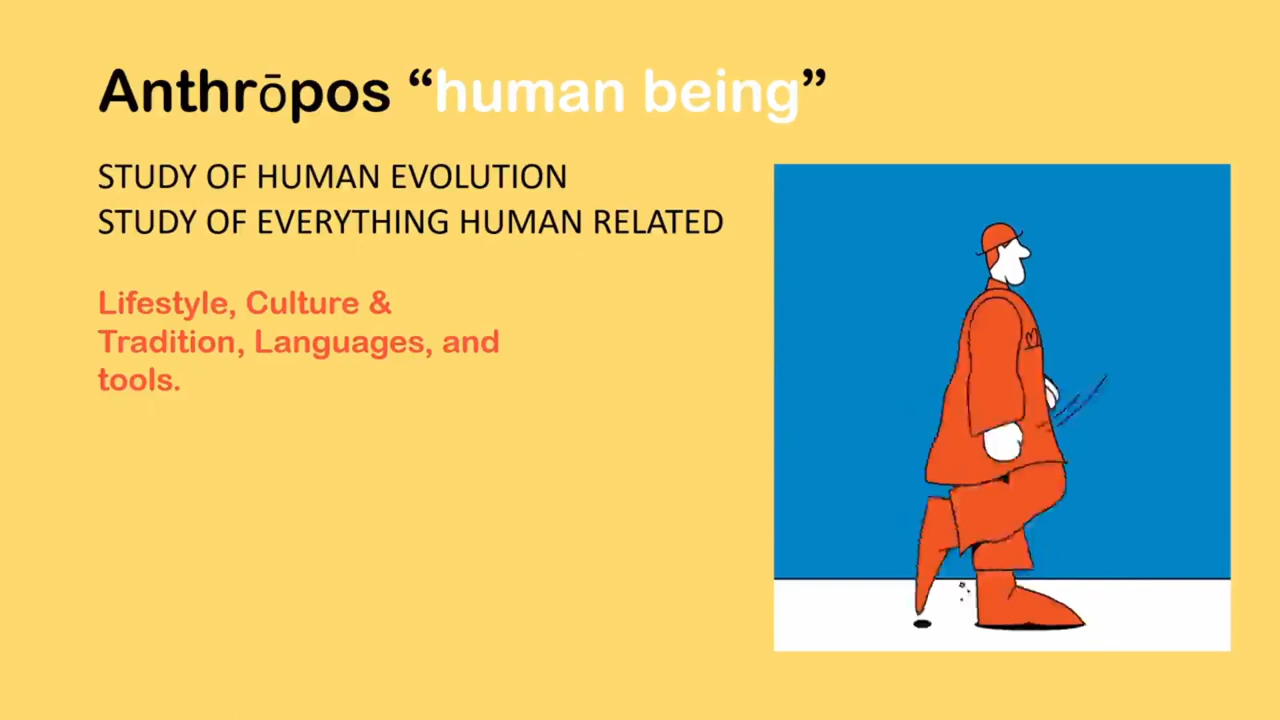 Anthrōpos “human being”
STUDY OF HUMAN EVOLUTION
STUDY OF EVERYTHING HUMAN RELATED
Lifestyle, Culture &
Tradition, Languages, and
tools.